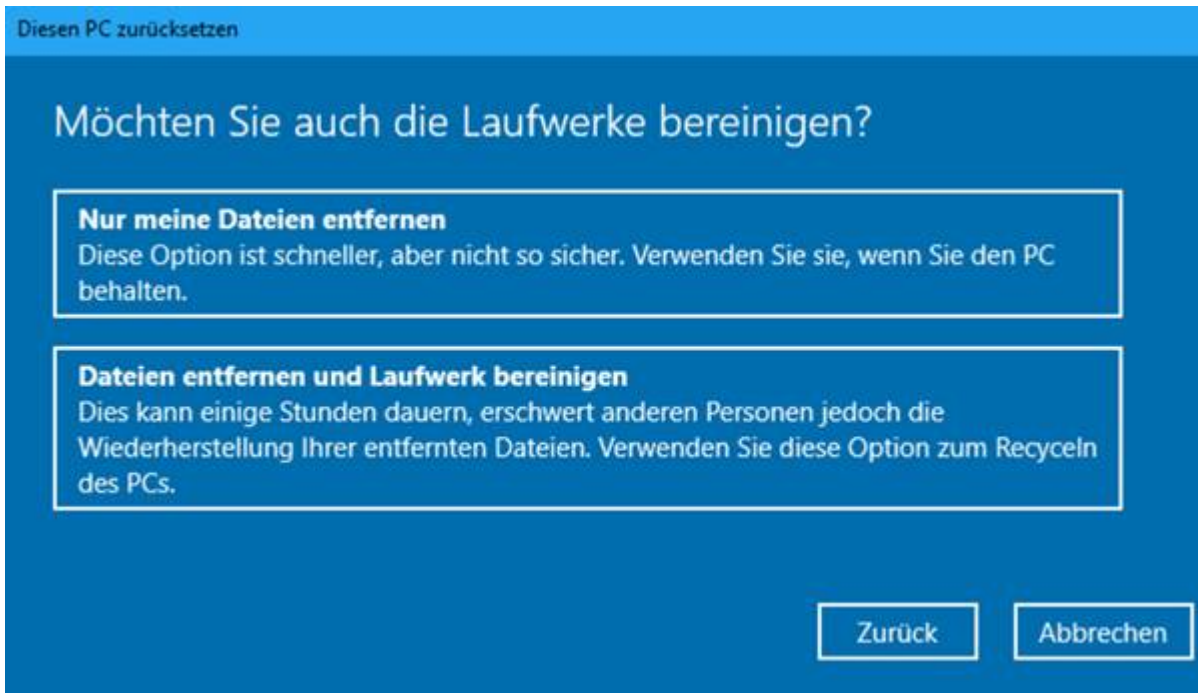 Diesen PC zurücksetzen
Möchten Sie auch die Laufwerke bereinigen?
Nur meine Dateien entfernen
Diese Option ist schneller, aber nicht so sicher. Verwenden Sie sie, wenn Sie den PC
behalten.
Dateien entfernen und Laufwerk bereinigen
Dies kann einige Stunden dauern, erschwert anderen Personen jedoch die
Wiederherstellung Ihrer entfernten Dateien. Verwenden Sie diese Option zum Recyceln
des PCs.
Zurück
Abbrechen